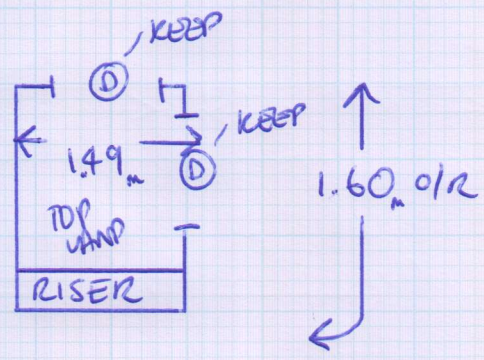 KEEP
D
KEEP
1.49m
D
1.60m O/R
TOP
LAND
RISER